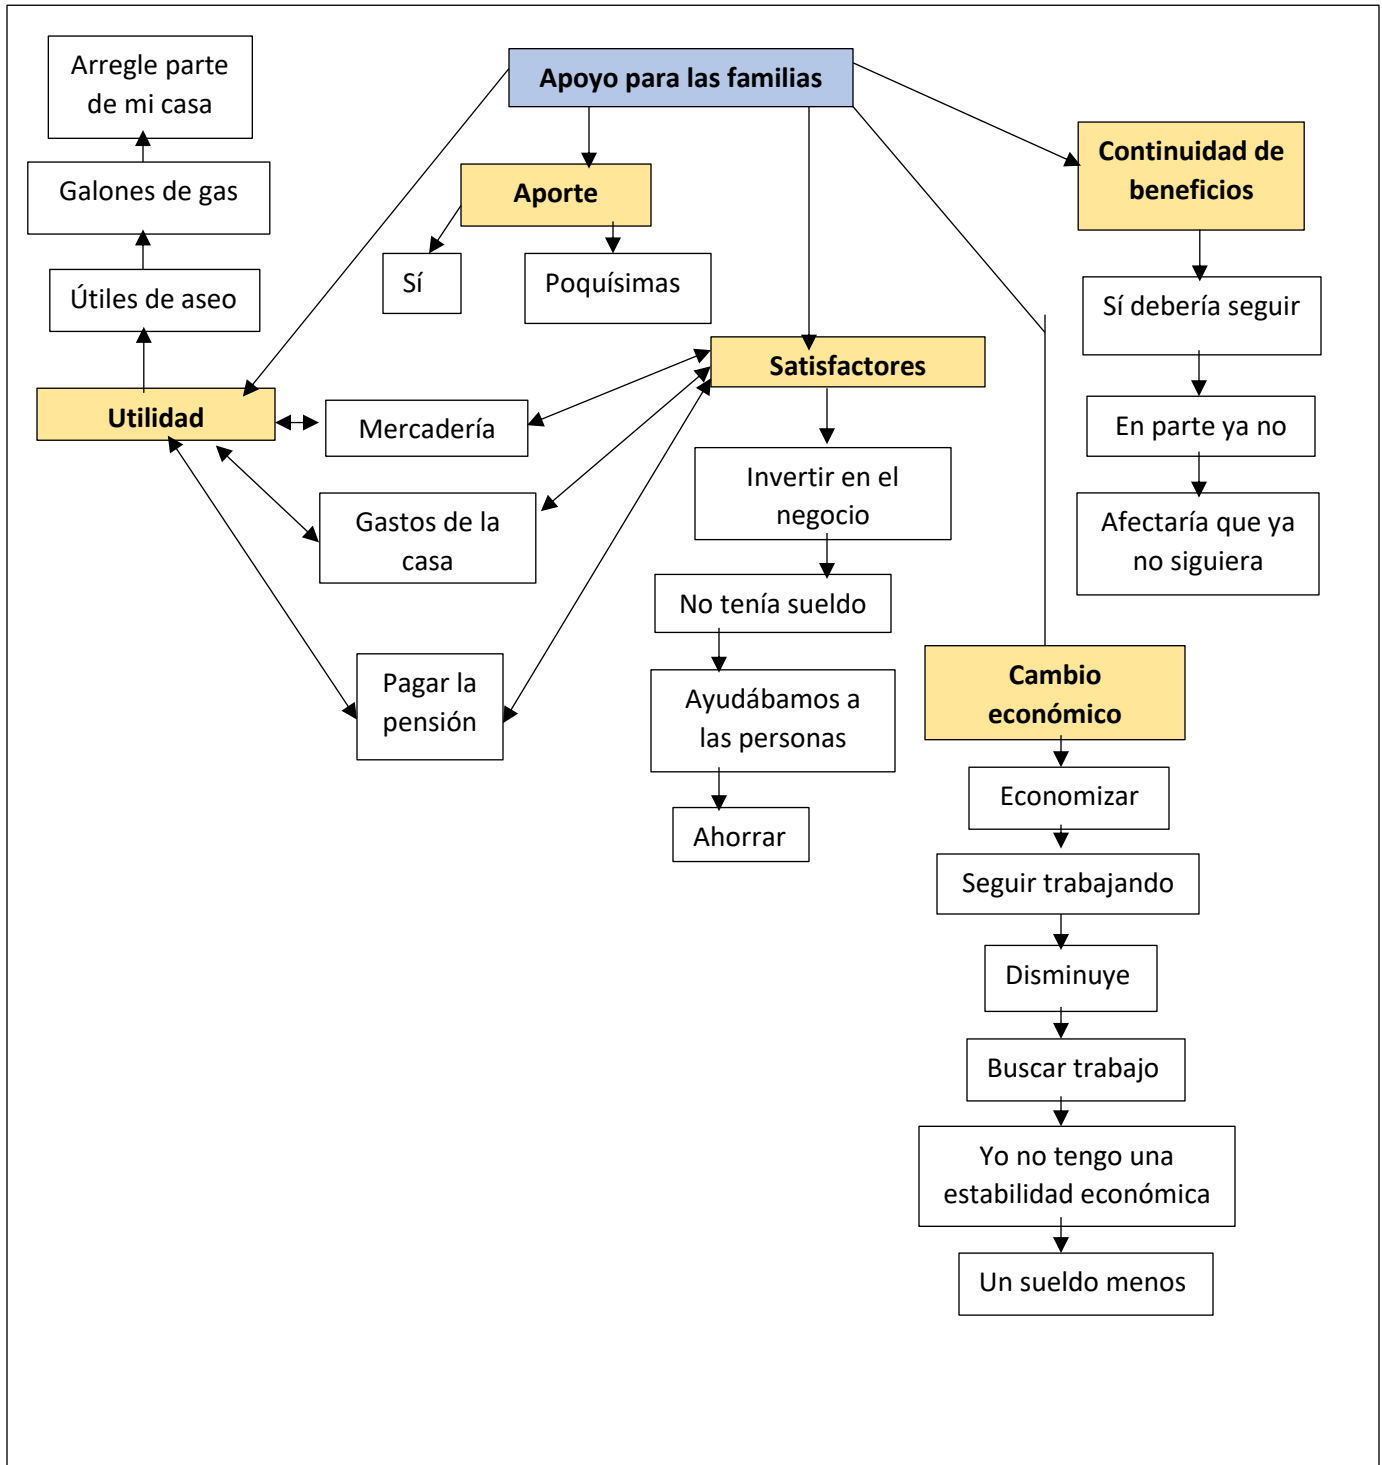 Apoyo para las familias
Arregle parte
de mi casa
Galones de gas
Útiles de aseo
Utilidad
Aporte
Sí
Poquísimas
Mercadería
Gastos de la
casa
Pagar la
pensión
Satisfactores
Invertir en el
negocio
No tenía sueldo
Ayudábamos a
las personas
Ahorrar
Continuidad de
beneficios
Sí debería seguir
En parte ya no
Afectaría que ya
no siguiera
Cambio
económico
Economizar
Seguir trabajando
Disminuye
Buscar trabajo
Yo no tengo una
estabilidad económica
Un sueldo menos